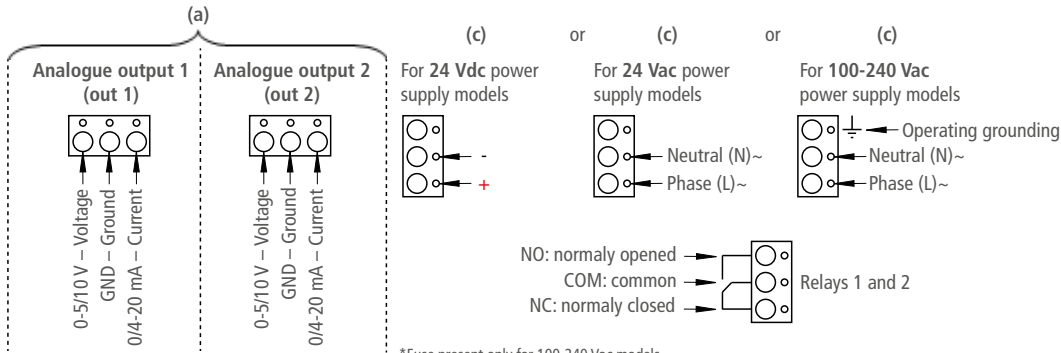 (a)
Analogue output 1
(out 1)
Analogue output 2
(out 2)
0-5/10 V – Voltage
GND – Ground
0/4-20 mA – Current
0-5/10 V – Voltage
GND – Ground
0/4-20 mA – Current
(c) or (c) or (c)
For 24 Vdc power
supply models
-
+
For 24 Vac power
supply models
Neutral (N)~
Phase (L)~
For 100-240 Vac
power supply models
Operating grounding
Neutral (N)~
Phase (L)~
NO: normaly opened
COM: common
NC: normaly closed
Relays 1 and 2
*Fuse present only for 100-240 Vac models